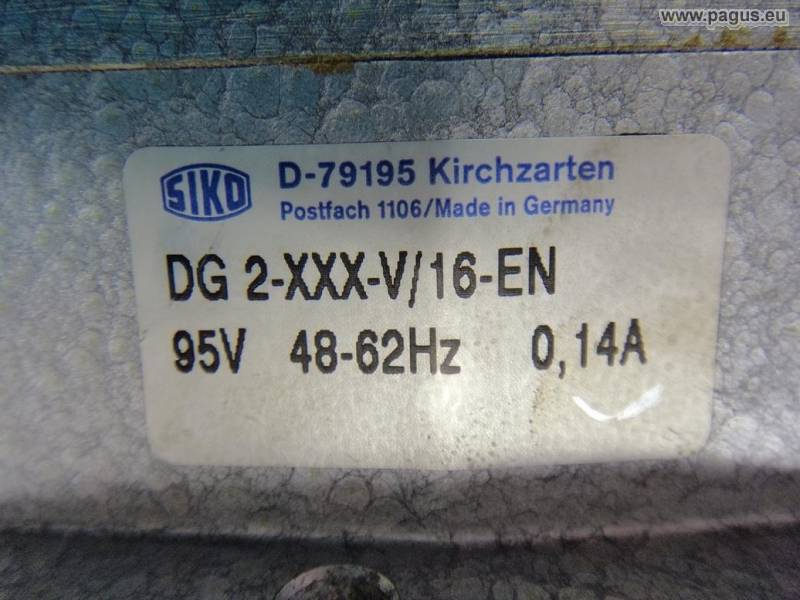 www.pagus.eu
SIKO
D-79195 Kirchzarten
Postfach 1106/Made in Germany
DG 2-XXX-V/16-EN
95V 48-62Hz 0,14A